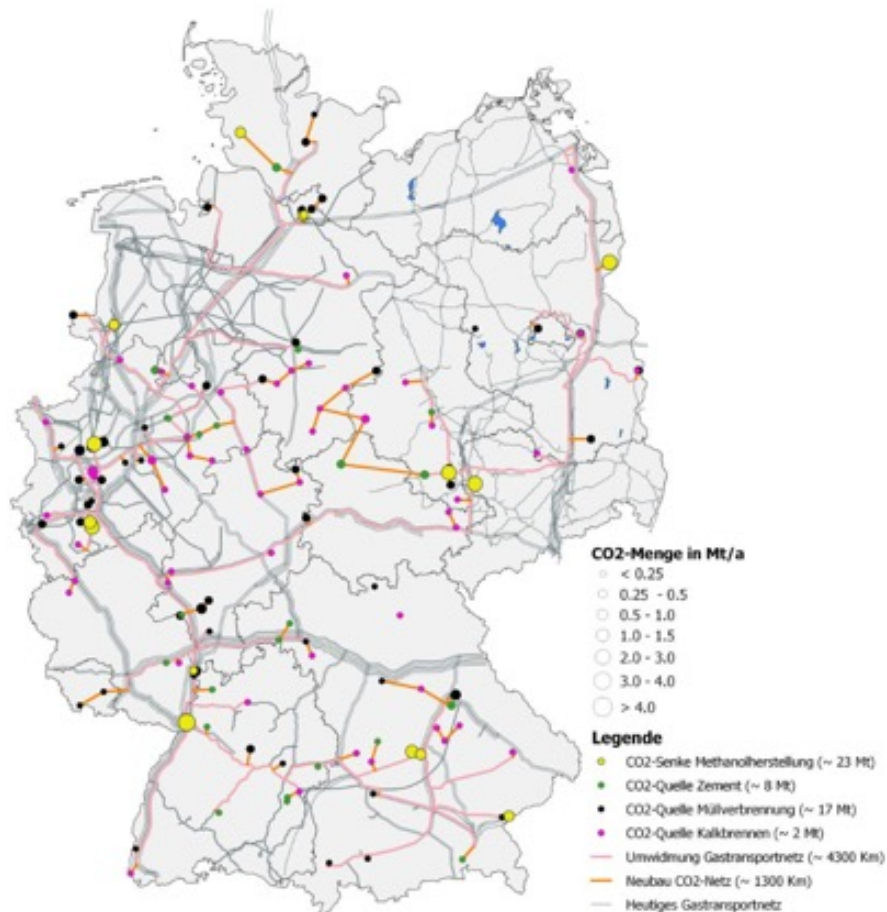 CO2-Menge in Mt/a
< 0.25
0.25 - 0.5
0.5 - 1.0
1.0 - 1.5
2.0 - 3.0
3.0 - 4.0
> 4.0
Legende
CO2-Senke Methanolherstellung (~ 23 Mt)
CO2-Quelle Zement (~ 8 Mt)
CO2-Quelle Müllverbrennung (~ 17 Mt)
CO2-Quelle Kalkbrennen (~ 2 Mt)
Umwidmung Gastransportnetz (~ 4300 Km)
Neubau CO2-Netz (~ 1300 Km)
Heutiges Gastransportnetz